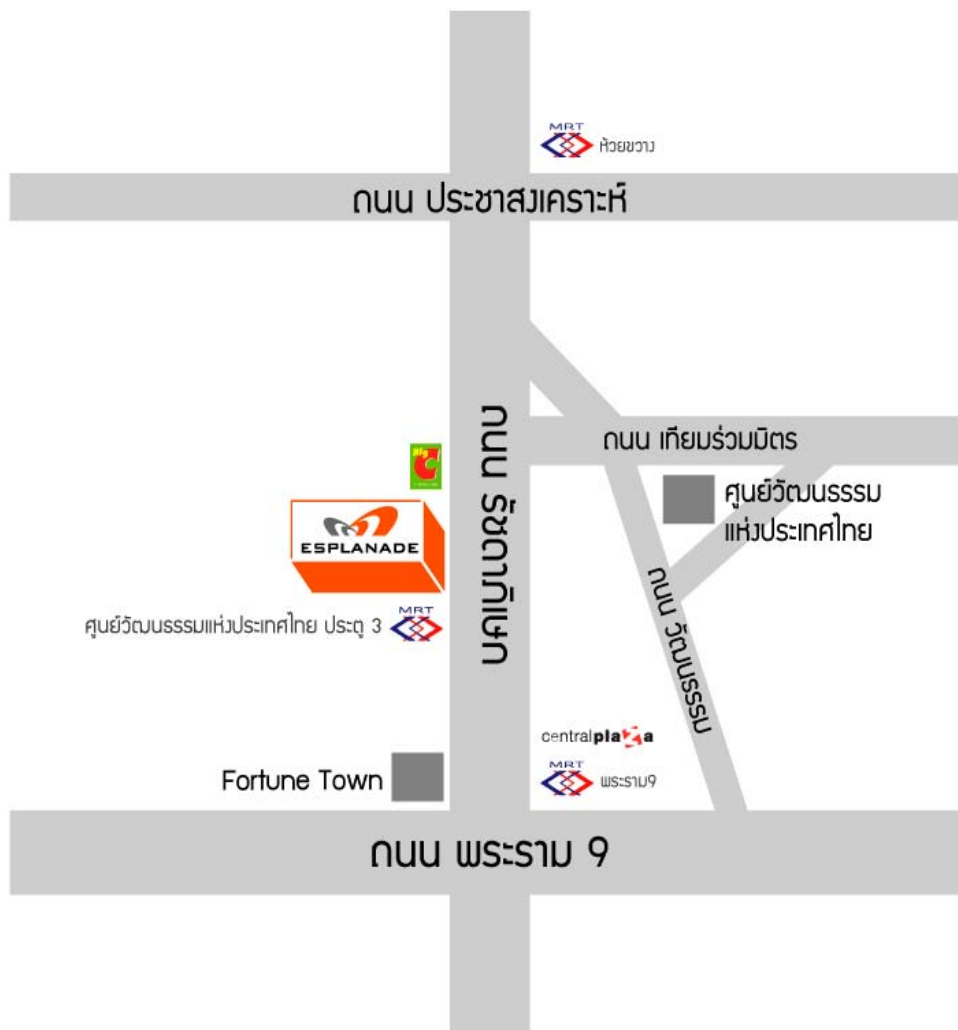 MRT
ห้วยขวาง
ถนน ประชาสงเคราะห์
ถนน รัชดาภิเษก
ถนน เทียมร่วมมิตร
Big
C
ESPLANADE
ศูนย์วัฒนธรรม
แห่งประเทศไทย
ถนน วัฒนธรรม
MRT
ศูนย์วัฒนธรรมแห่งประเทศไทย ประตู 3
centralplaza
MRT
พระราม9
Fortune Town
ถนน พระราม 9